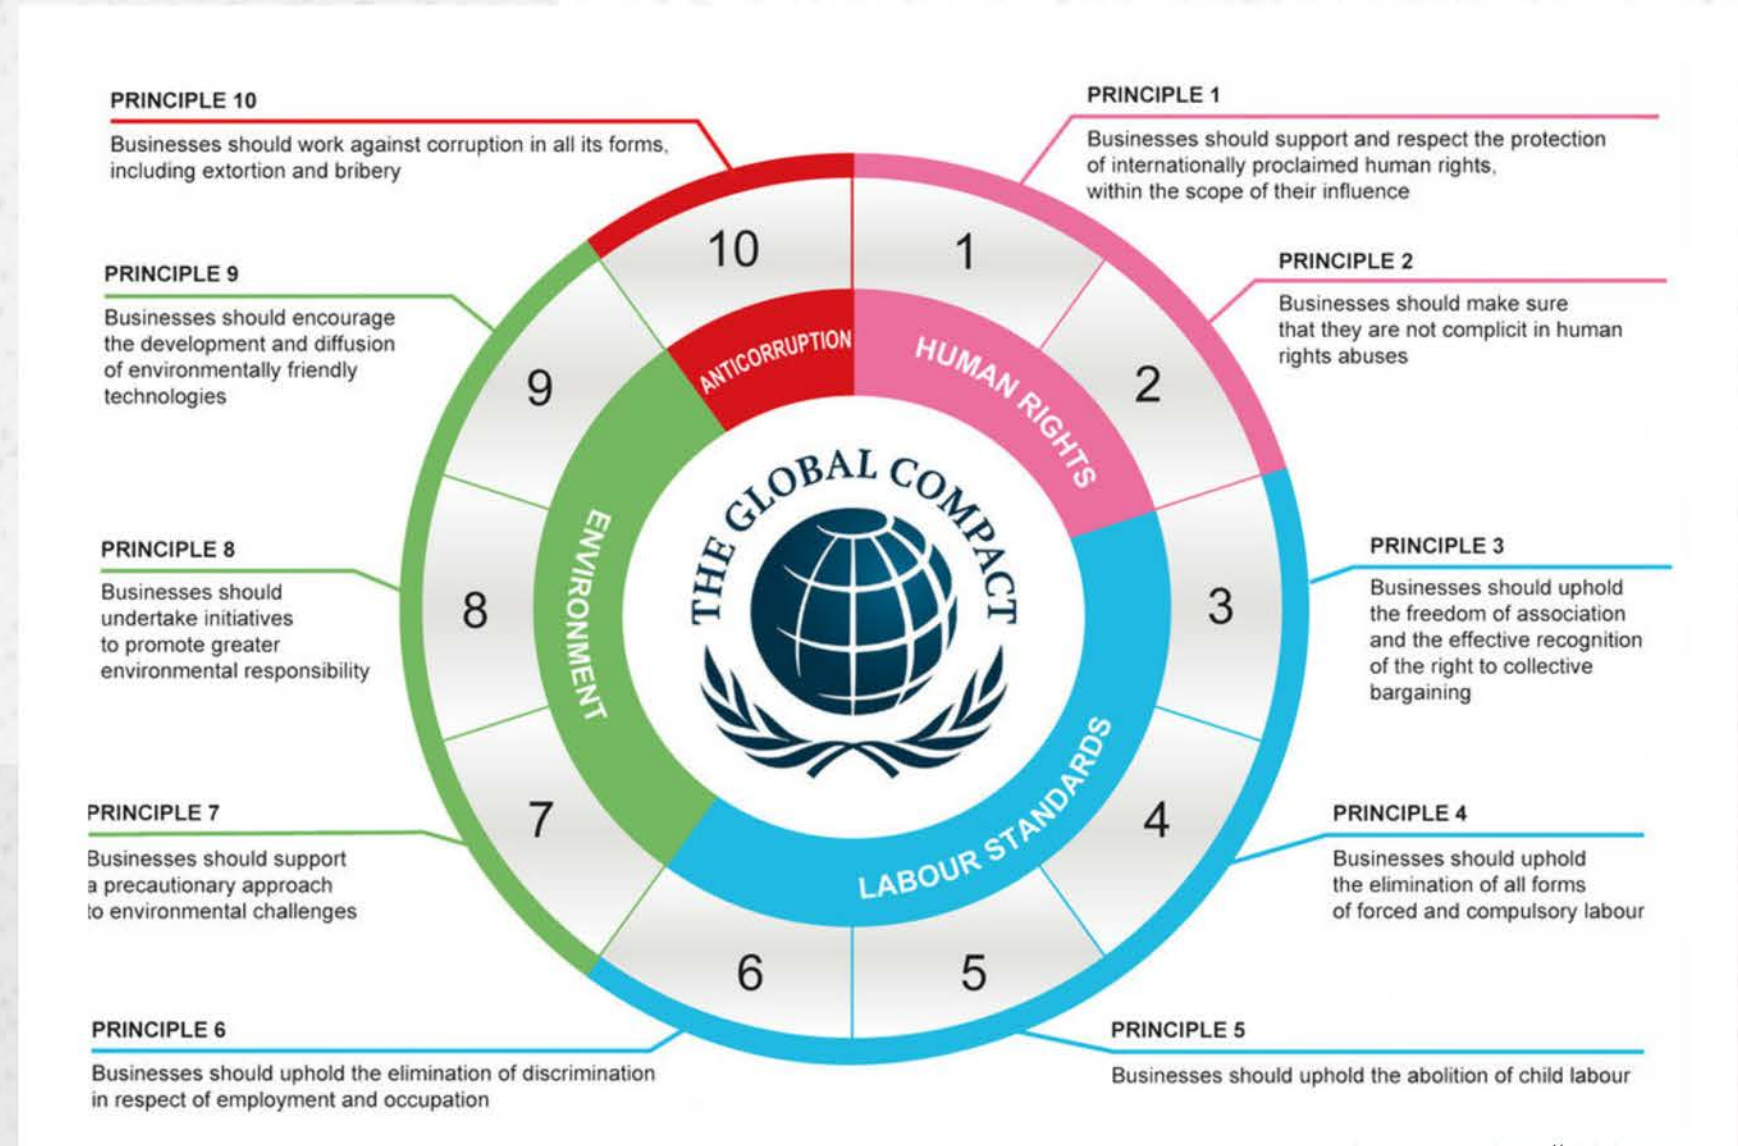 PRINCIPLE 10
Businesses should work against corruption in all its forms,
including extortion and bribery
PRINCIPLE 1
Businesses should support and respect the protection
of internationally proclaimed human rights,
within the scope of their influence
PRINCIPLE 9
Businesses should encourage
the development and diffusion
of environmentally friendly
technologies
PRINCIPLE 2
Businesses should make sure
that they are not complicit in human
rights abuses
10
1
9
2
8
3
7
4
6
5
ANTICORRUPTION
HUMAN RIGHTS
ENVIRONMENT
LABOUR STANDARDS
THE GLOBAL COMPACT
PRINCIPLE 8
Businesses should
undertake initiatives
to promote greater
environmental responsibility
PRINCIPLE 3
Businesses should uphold
the freedom of association
and the effective recognition
of the right to collective
bargaining
PRINCIPLE 7
Businesses should support
a precautionary approach
to environmental challenges
PRINCIPLE 4
Businesses should uphold
the elimination of all forms
of forced and compulsory labour
PRINCIPLE 6
Businesses should uphold the elimination of discrimination
in respect of employment and occupation
PRINCIPLE 5
Businesses should uphold the abolition of child labour